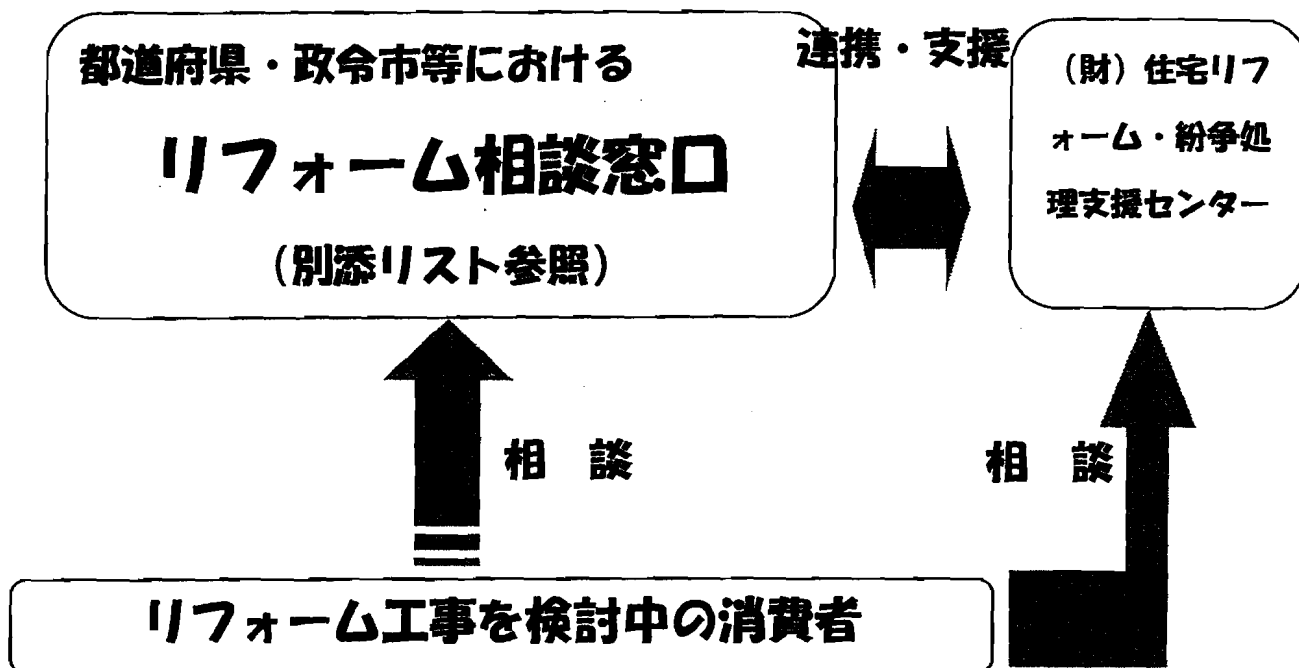 都道府県・政令市等における
リフォーム相談窓口
(別添リスト参照)
連携・支援
(財)住宅リフ
ォーム・紛争処
理支援センター
相 談
相 談
リフォーム工事を検討中の消費者